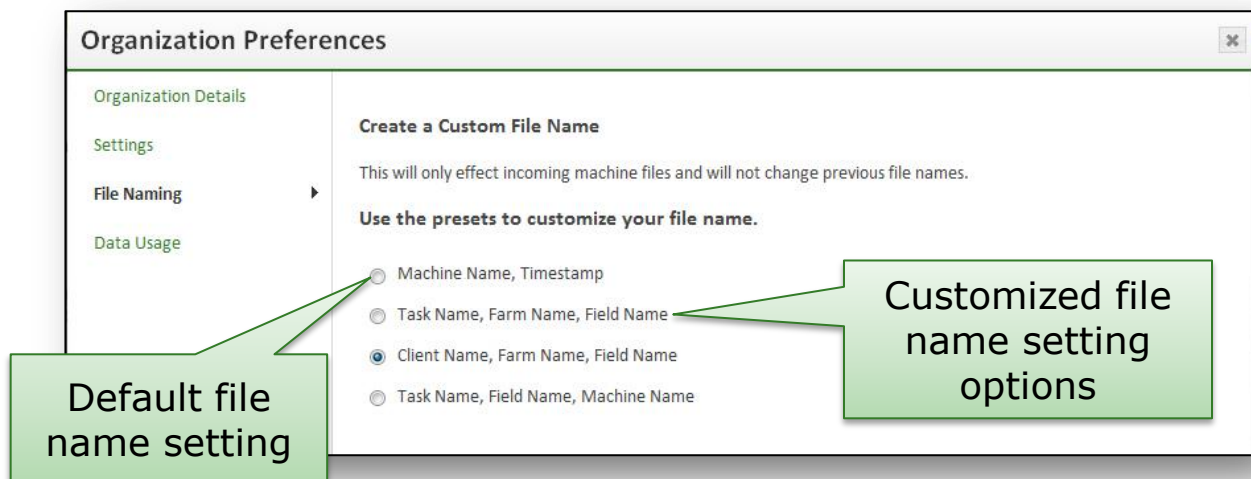 Organization Preferences
Organization Details
Settings
File Naming
Data Usage
Create a Custom File Name
This will only effect incoming machine files and will not change previous file names.
Use the presets to customize your file name.
Machine Name, Timestamp
Task Name, Farm Name, Field Name
Client Name, Farm Name, Field Name
Task Name, Field Name, Machine Name
Default file
name setting
Customized file
name setting
options